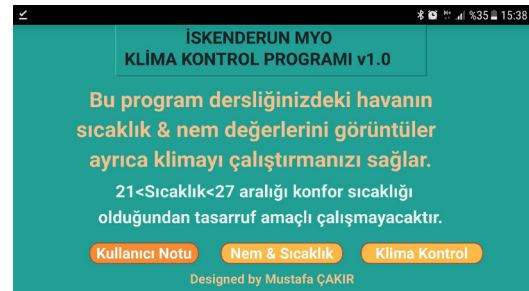 %35 15:38
İSKENDERUN MYO
KLİMA KONTROL PROGRAMI v1.0
Bu program dersliğinizdeki havanın
sıcaklık & nem değerlerini görüntüler
ayrıca klimayı çalıştırmanızı sağlar.
21<Sıcaklık<27 aralığı konfor sıcaklığı
olduğundan tasarruf amaçlı çalışmayacaktır.
Kullanıcı Notu Nem & Sıcaklık Klima Kontrol
Designed by Mustafa ÇAKIR